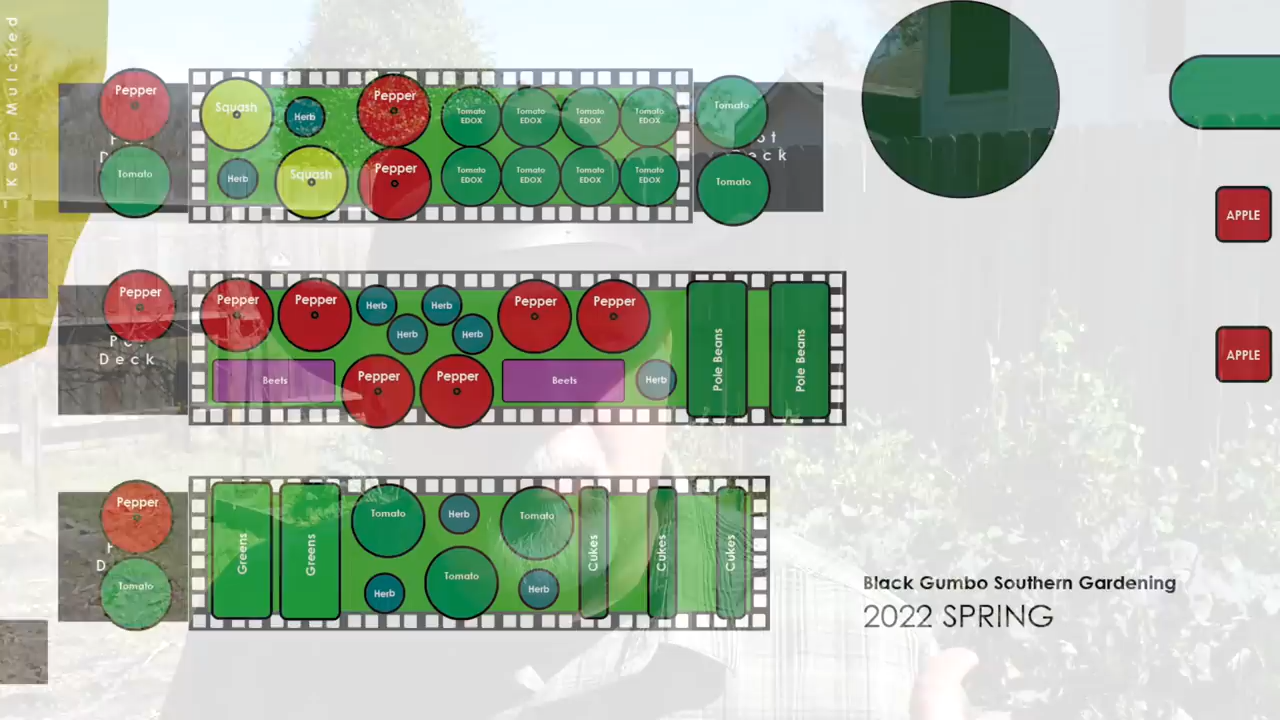 - Keep Mulched
Pepper
Tomato
Squash
Herb
Herb
Squash
Pepper
Pepper
Tomato
EDOX
Tomato
EDOX
Tomato
EDOX
Tomato
EDOX
Tomato
EDOX
Tomato
EDOX
Tomato
EDOX
Tomato
EDOX
Tomato
Deck
Tomato
APPLE
Pepper
Deck
Pepper
Pepper
Herb
Herb
Herb
Herb
Pepper
Pepper
Beets
Pepper
Pepper
Beets
Herb
Pole Beans
Pole Beans
APPLE
Pepper
Tomato
Greens
Greens
Tomato
Herb
Herb
Tomato
Tomato
Herb
Cukes
Cukes
Cukes
Black Gumbo Southern Gardening
2022 SPRING